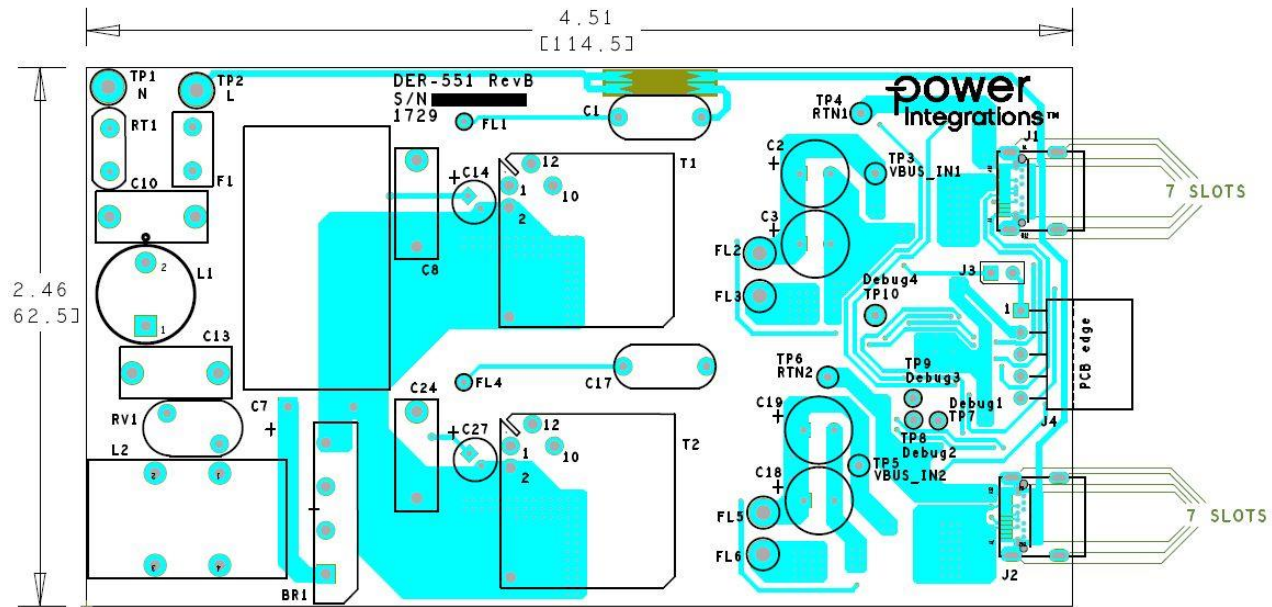 4.51
[114.5]
2.46
62.5]
TP1
N
TP2
L
DER-551 RevB
S/N
1729
FL1
C1
power
integrations™
TP4
RTN1
J1
RT1
F1
C10
C14
+
12
1
10
2
T1
C2
+
TP3
VBUS_IN1
7 SLOTS
C3
+
FL2
C8
L1
2
1
J3
Debug4
TP10
FL3
1
PCB edge
C13
FL4
C17
TP6
RTN2
TP9
Debug3
Debug1
TP7
TP8
Debug2
J4
C7
+
C24
RV1
C27
+
12
1
10
2
T2
C19
+
C18
+
TP5
VBUS_IN2
L2
+
FL5
FL6
7 SLOTS
BR1
J2